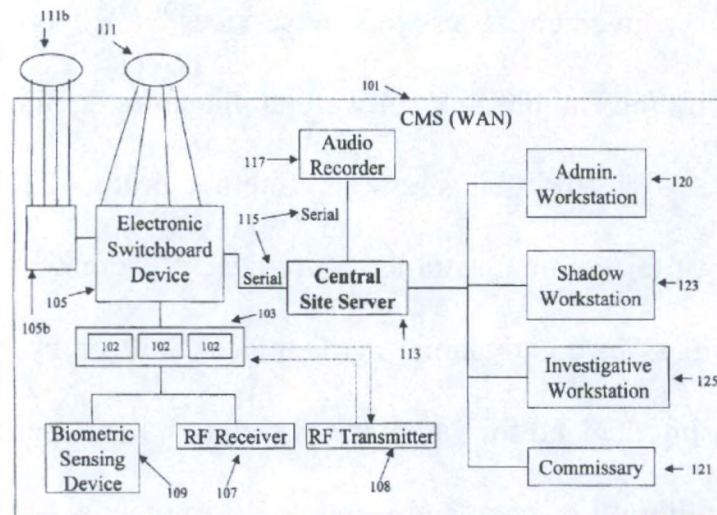 111b
111
101
CMS (WAN)
117
Audio
Recorder
Admin.
Workstation
120
115
Serial
Electronic
Switchboard
Device
Serial
Central
Site Server
Shadow
Workstation
123
105
105b
103
113
102 102 102
Investigative
Workstation
125
Biometric
Sensing
Device
RF Receiver
RF Transmitter
Commissary
121
109
107
108